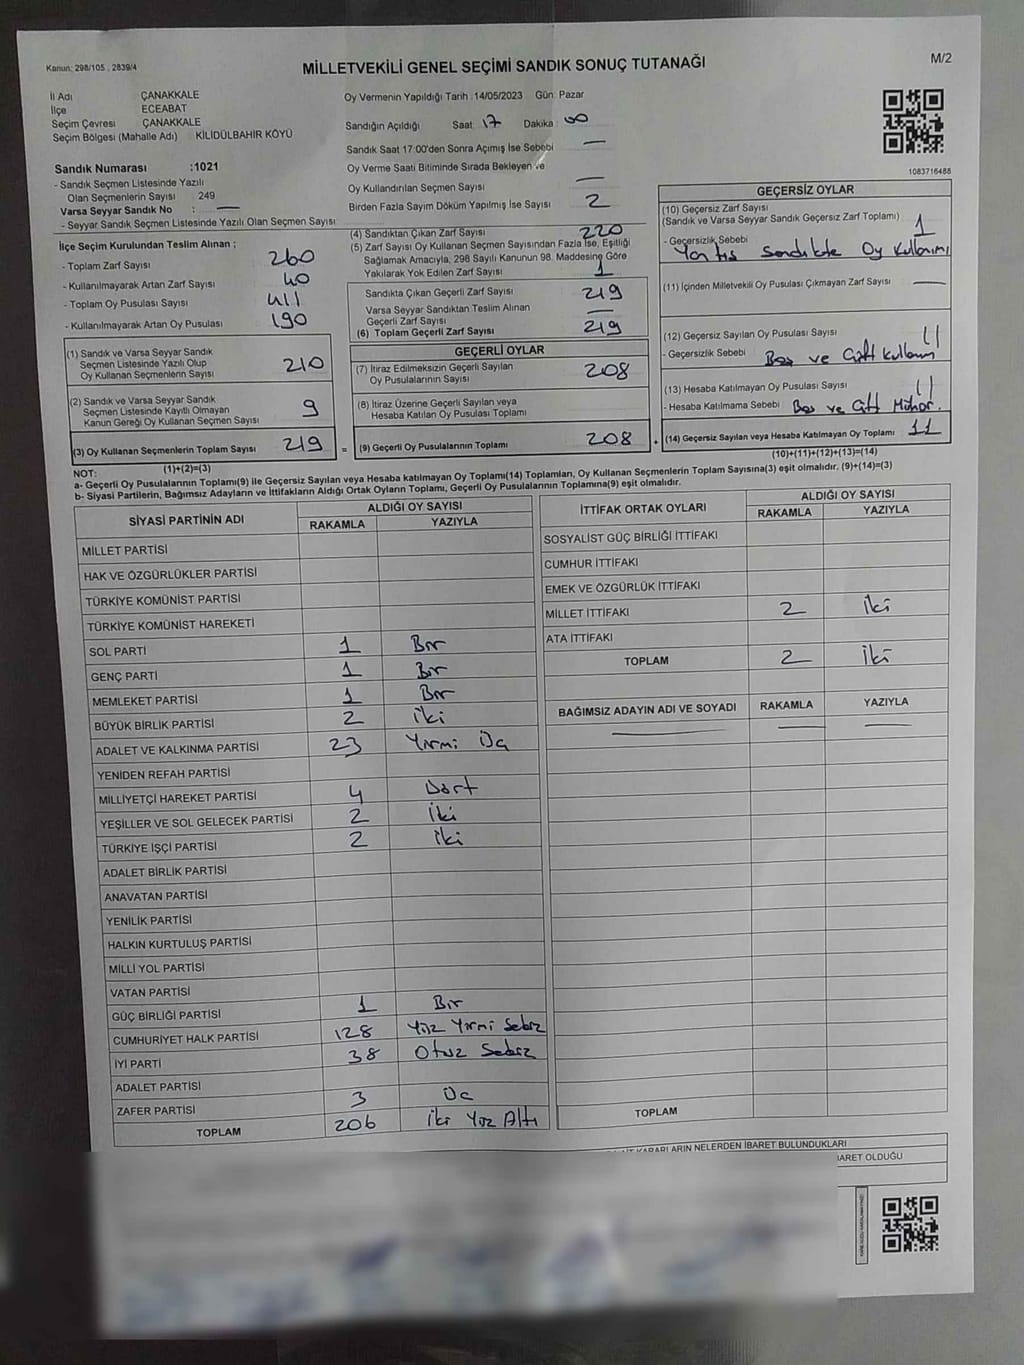 Kanun: 298/105 , 2839/4
MİLLETVEKİLİ GENEL SEÇİMİ SANDIK SONUÇ TUTANAĞI
M/2
İl Adı ÇANAKKALE
İlçe ECEABAT
Seçim Çevresi ÇANAKKALE
Seçim Bölgesi (Mahalle Adı) KİLİDÜLBAHİR KÖYÜ
Sandık Numarası :1021
- Sandık Seçmen Listesinde Yazılı
Olan Seçmenlerin Sayısı : 249
Varsa Seyyar Sandık No : —
- Seyyar Sandık Seçmen Listesinde Yazılı Olan Seçmen Sayısı
Oy Vermenin Yapıldığı Tarih :14/05/2023 Gün: Pazar
Sandığın Açıldığı Saat 17 Dakika 00
Sandık Saat 17:00'den Sonra Açımış İse Sebebi —
Oy Verme Saati Bitiminde Sırada Bekleyen ve
Oy Kullandırılan Seçmen Sayısı —
Birden Fazla Sayım Döküm Yapılmış İse Sayısı 2
1083716488
İlçe Seçim Kurulundan Teslim Alınan ;
- Toplam Zarf Sayısı 260
- Kullanılmayarak Artan Zarf Sayısı 40
- Toplam Oy Pusulası Sayısı 411
- Kullanılmayarak Artan Oy Pusulası 190
(1) Sandık ve Varsa Seyyar Sandık
Seçmen Listesinde Yazılı Olup
Oy Kullanan Seçmenlerin Sayısı 210
(2) Sandık ve Varsa Seyyar Sandık
Seçmen Listesinde Kayıtlı Olmayan
Kanun Gereği Oy Kullanan Seçmen Sayısı 9
(3) Oy Kullanan Seçmenlerin Toplam Sayısı 219 =
(1)+(2)=(3)
(4) Sandıktan Çıkan Zarf Sayısı 220
(5) Zarf Sayısı Oy Kullanan Seçmen Sayısından Fazla İse, Eşitliği
Sağlamak Amacıyla, 298 Sayılı Kanunun 98. Maddesine Göre
Yakılarak Yok Edilen Zarf Sayısı 1
Sandıkta Çıkan Geçerli Zarf Sayısı 219
Varsa Seyyar Sandıktan Teslim Alınan
Geçerli Zarf Sayısı —
(6) Toplam Geçerli Zarf Sayısı 219
GEÇERLİ OYLAR
(7) İtiraz Edilmeksizin Geçerli Sayılan
Oy Pusulalarının Sayısı 208
(8) İtiraz Üzerine Geçerli Sayılan veya
Hesaba Katılan Oy Pusulası Toplamı
(9) Geçerli Oy Pusulalarının Toplamı 208
GEÇERSİZ OYLAR
(10) Geçersiz Zarf Sayısı
(Sandık ve Varsa Seyyar Sandık Geçersiz Zarf Toplamı) 1
- Geçersizlik Sebebi Yanlış Sandıkta Oy Kullanımı
(11) İçinden Milletvekili Oy Pusulası Çıkmayan Zarf Sayısı —
(12) Geçersiz Sayılan Oy Pusulası Sayısı 11
- Geçersizlik Sebebi Boş ve Çift Kullanım
(13) Hesaba Katılmayan Oy Pusulası Sayısı 11
- Hesaba Katılmama Sebebi Boş ve Çift Mühür.
(14) Geçersiz Sayılan veya Hesaba Katılmayan Oy Toplamı 11
(10)+(11)+(12)+(13)=(14)
NOT:
a- Geçerli Oy Pusulalarının Toplamı(9) ile Geçersiz Sayılan veya Hesaba katılmayan Oy Toplamı(14) Toplamları, Oy Kullanan Seçmenlerin Toplam Sayısına(3) eşit olmalıdır. (9)+(14)=(3)
b- Siyasi Partilerin, Bağımsız Adayların ve İttifakların Aldığı Ortak Oyların Toplamı, Geçerli Oy Pusulalarının Toplamına(9) eşit olmalıdır.
SİYASİ PARTİNİN ADI ALDIĞI OY SAYISI
RAKAMLA YAZIYLA
MİLLET PARTİSİ
HAK VE ÖZGÜRLÜKLER PARTİSİ
TÜRKİYE KOMÜNİST PARTİSİ
TÜRKİYE KOMÜNİST HAREKETİ
SOL PARTİ 1 Bir
GENÇ PARTİ 1 Bir
MEMLEKET PARTİSİ 1 Bir
BÜYÜK BİRLİK PARTİSİ 2 İki
ADALET VE KALKINMA PARTİSİ 23 Yirmi Üç
YENİDEN REFAH PARTİSİ
MİLLİYETÇİ HAREKET PARTİSİ 4 Dört
YEŞİLLER VE SOL GELECEK PARTİSİ 2 İki
TÜRKİYE İŞÇİ PARTİSİ 2 İki
ADALET BİRLİK PARTİSİ
ANAVATAN PARTİSİ
YENİLİK PARTİSİ
HALKIN KURTULUŞ PARTİSİ
MİLLİ YOL PARTİSİ
VATAN PARTİSİ
GÜÇ BİRLİĞİ PARTİSİ 1 Bir
CUMHURİYET HALK PARTİSİ 128 Yüz Yirmi Sekiz
İYİ PARTİ 38 Otuz Sekiz
ADALET PARTİSİ
ZAFER PARTİSİ 3 Üç
TOPLAM 206 İki Yüz Altı
İTTİFAK ORTAK OYLARI ALDIĞI OY SAYISI
RAKAMLA YAZIYLA
SOSYALİST GÜÇ BİRLİĞİ İTTİFAKI
CUMHUR İTTİFAKI
EMEK VE ÖZGÜRLÜK İTTİFAKI
MİLLET İTTİFAKI 2 İki
ATA İTTİFAKI
TOPLAM 2 İki
BAĞIMSIZ ADAYIN ADI VE SOYADI RAKAMLA YAZIYLA
— — —
TOPLAM
KARARLARIN NELERDEN İBARET BULUNDUKLARI
BARET OLDUĞU